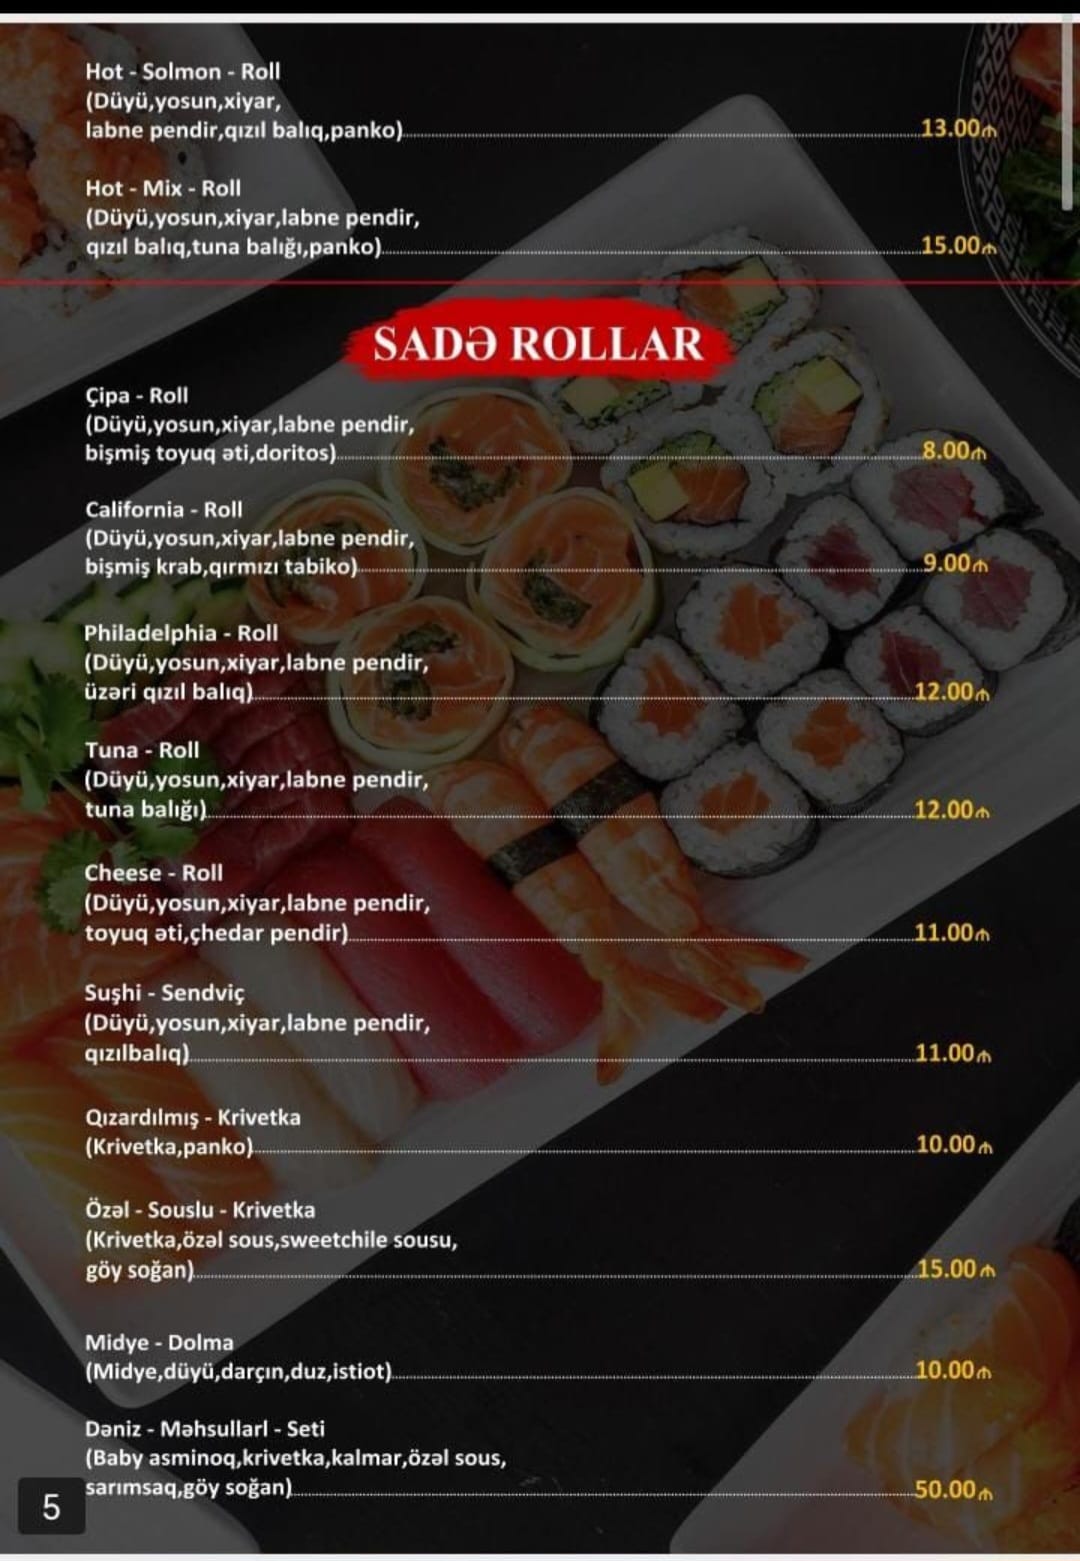 Hot - Solmon - Roll
(Düyü,yosun,xiyar,
labne pendir,qızıl balıq,panko) 13.00₼
Hot - Mix - Roll
(Düyü,yosun,xiyar,labne pendir,
qızıl balıq,tuna balığı,panko) 15.00₼
SADƏ ROLLAR
Çipa - Roll
(Düyü,yosun,xiyar,labne pendir,
bişmiş toyuq əti,doritos) 8.00₼
California - Roll
(Düyü,yosun,xiyar,labne pendir,
bişmiş krab,qırmızı tabiko) 9.00₼
Philadelphia - Roll
(Düyü,yosun,xiyar,labne pendir,
üzəri qızıl balıq) 12.00₼
Tuna - Roll
(Düyü,yosun,xiyar,labne pendir,
tuna balığı) 12.00₼
Cheese - Roll
(Düyü,yosun,xiyar,labne pendir,
toyuq əti,çhedar pendir) 11.00₼
Suşhi - Sendviç
(Düyü,yosun,xiyar,labne pendir,
qızılbalıq) 11.00₼
Qızardılmış - Krivetka
(Krivetka,panko) 10.00₼
Özəl - Souslu - Krivetka
(Krivetka,özəl sous,sweetchile sousu,
göy soğan) 15.00₼
Midye - Dolma
(Midye,düyü,darçın,duz,istiot) 10.00₼
Dəniz - Məhsullarl - Seti
(Baby asminoq,krivetka,kalmar,özəl sous,
sarımsaq,göy soğan) 50.00₼
5